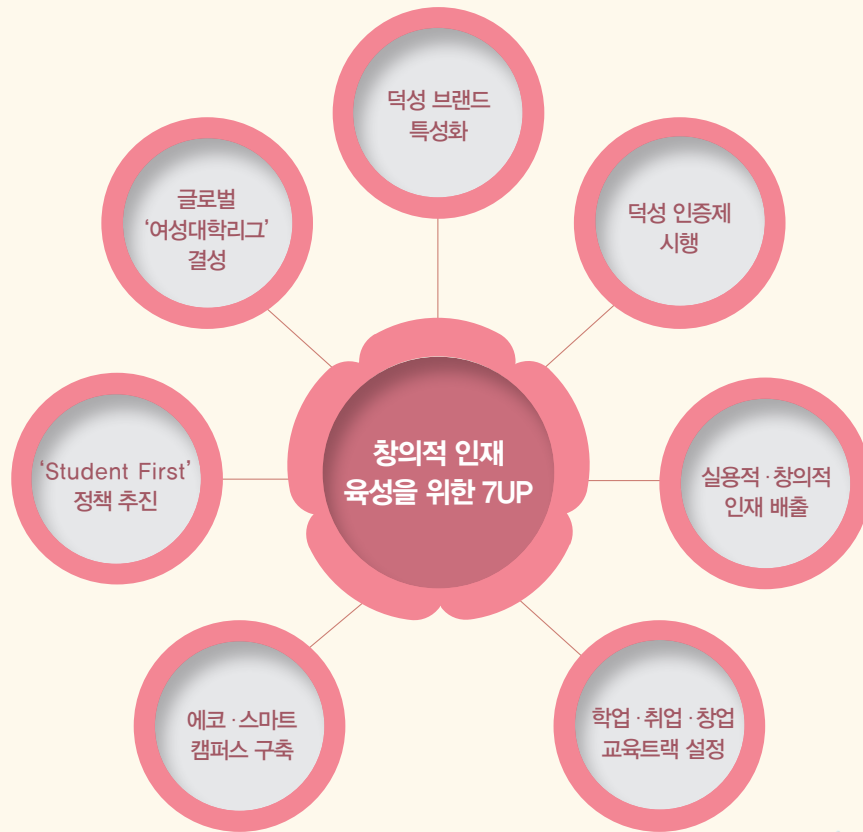 덕성 브랜드
특성화
덕성 인증제
시행
실용적·창의적
인재 배출
학업·취업·창업
교육트랙 설정
에코·스마트
캠퍼스 구축
'Student First'
정책 추진
글로벌
'여성대학리그'
결성
창의적 인재
육성을 위한 7UP